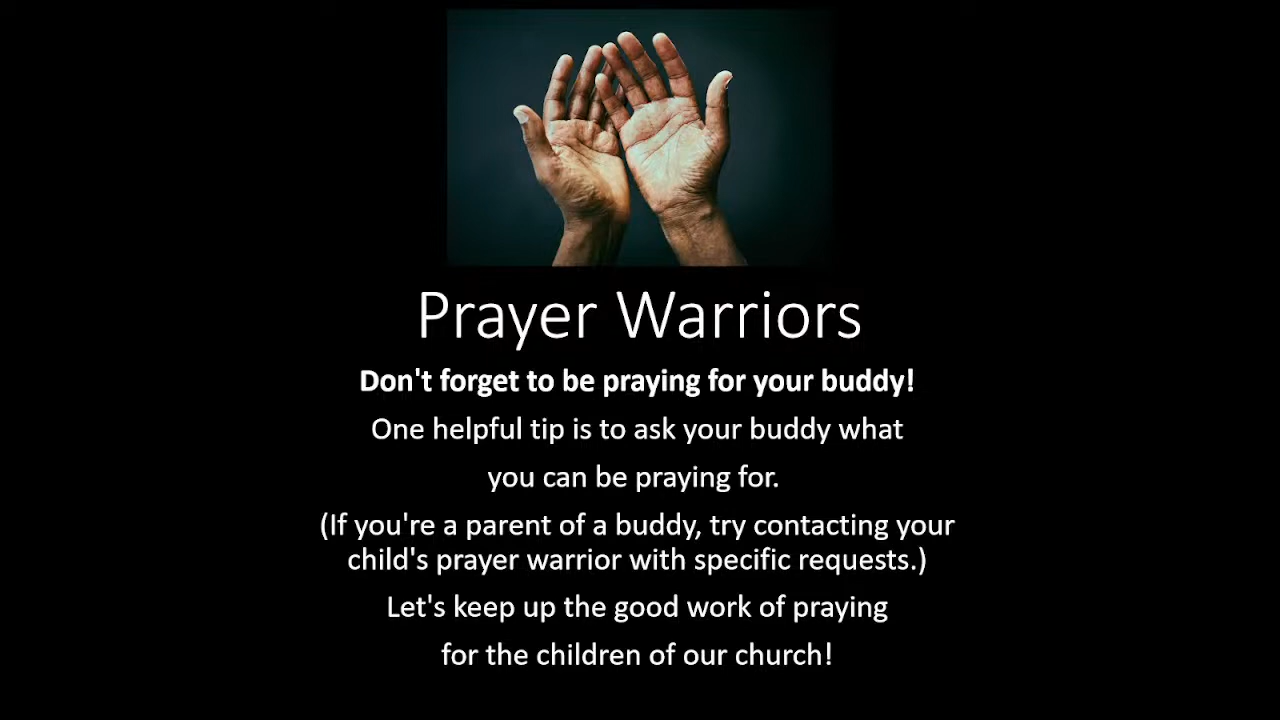 Prayer Warriors
Don't forget to be praying for your buddy!
One helpful tip is to ask your buddy what
you can be praying for.
(If you're a parent of a buddy, try contacting your
child's prayer warrior with specific requests.)
Let's keep up the good work of praying
for the children of our church!